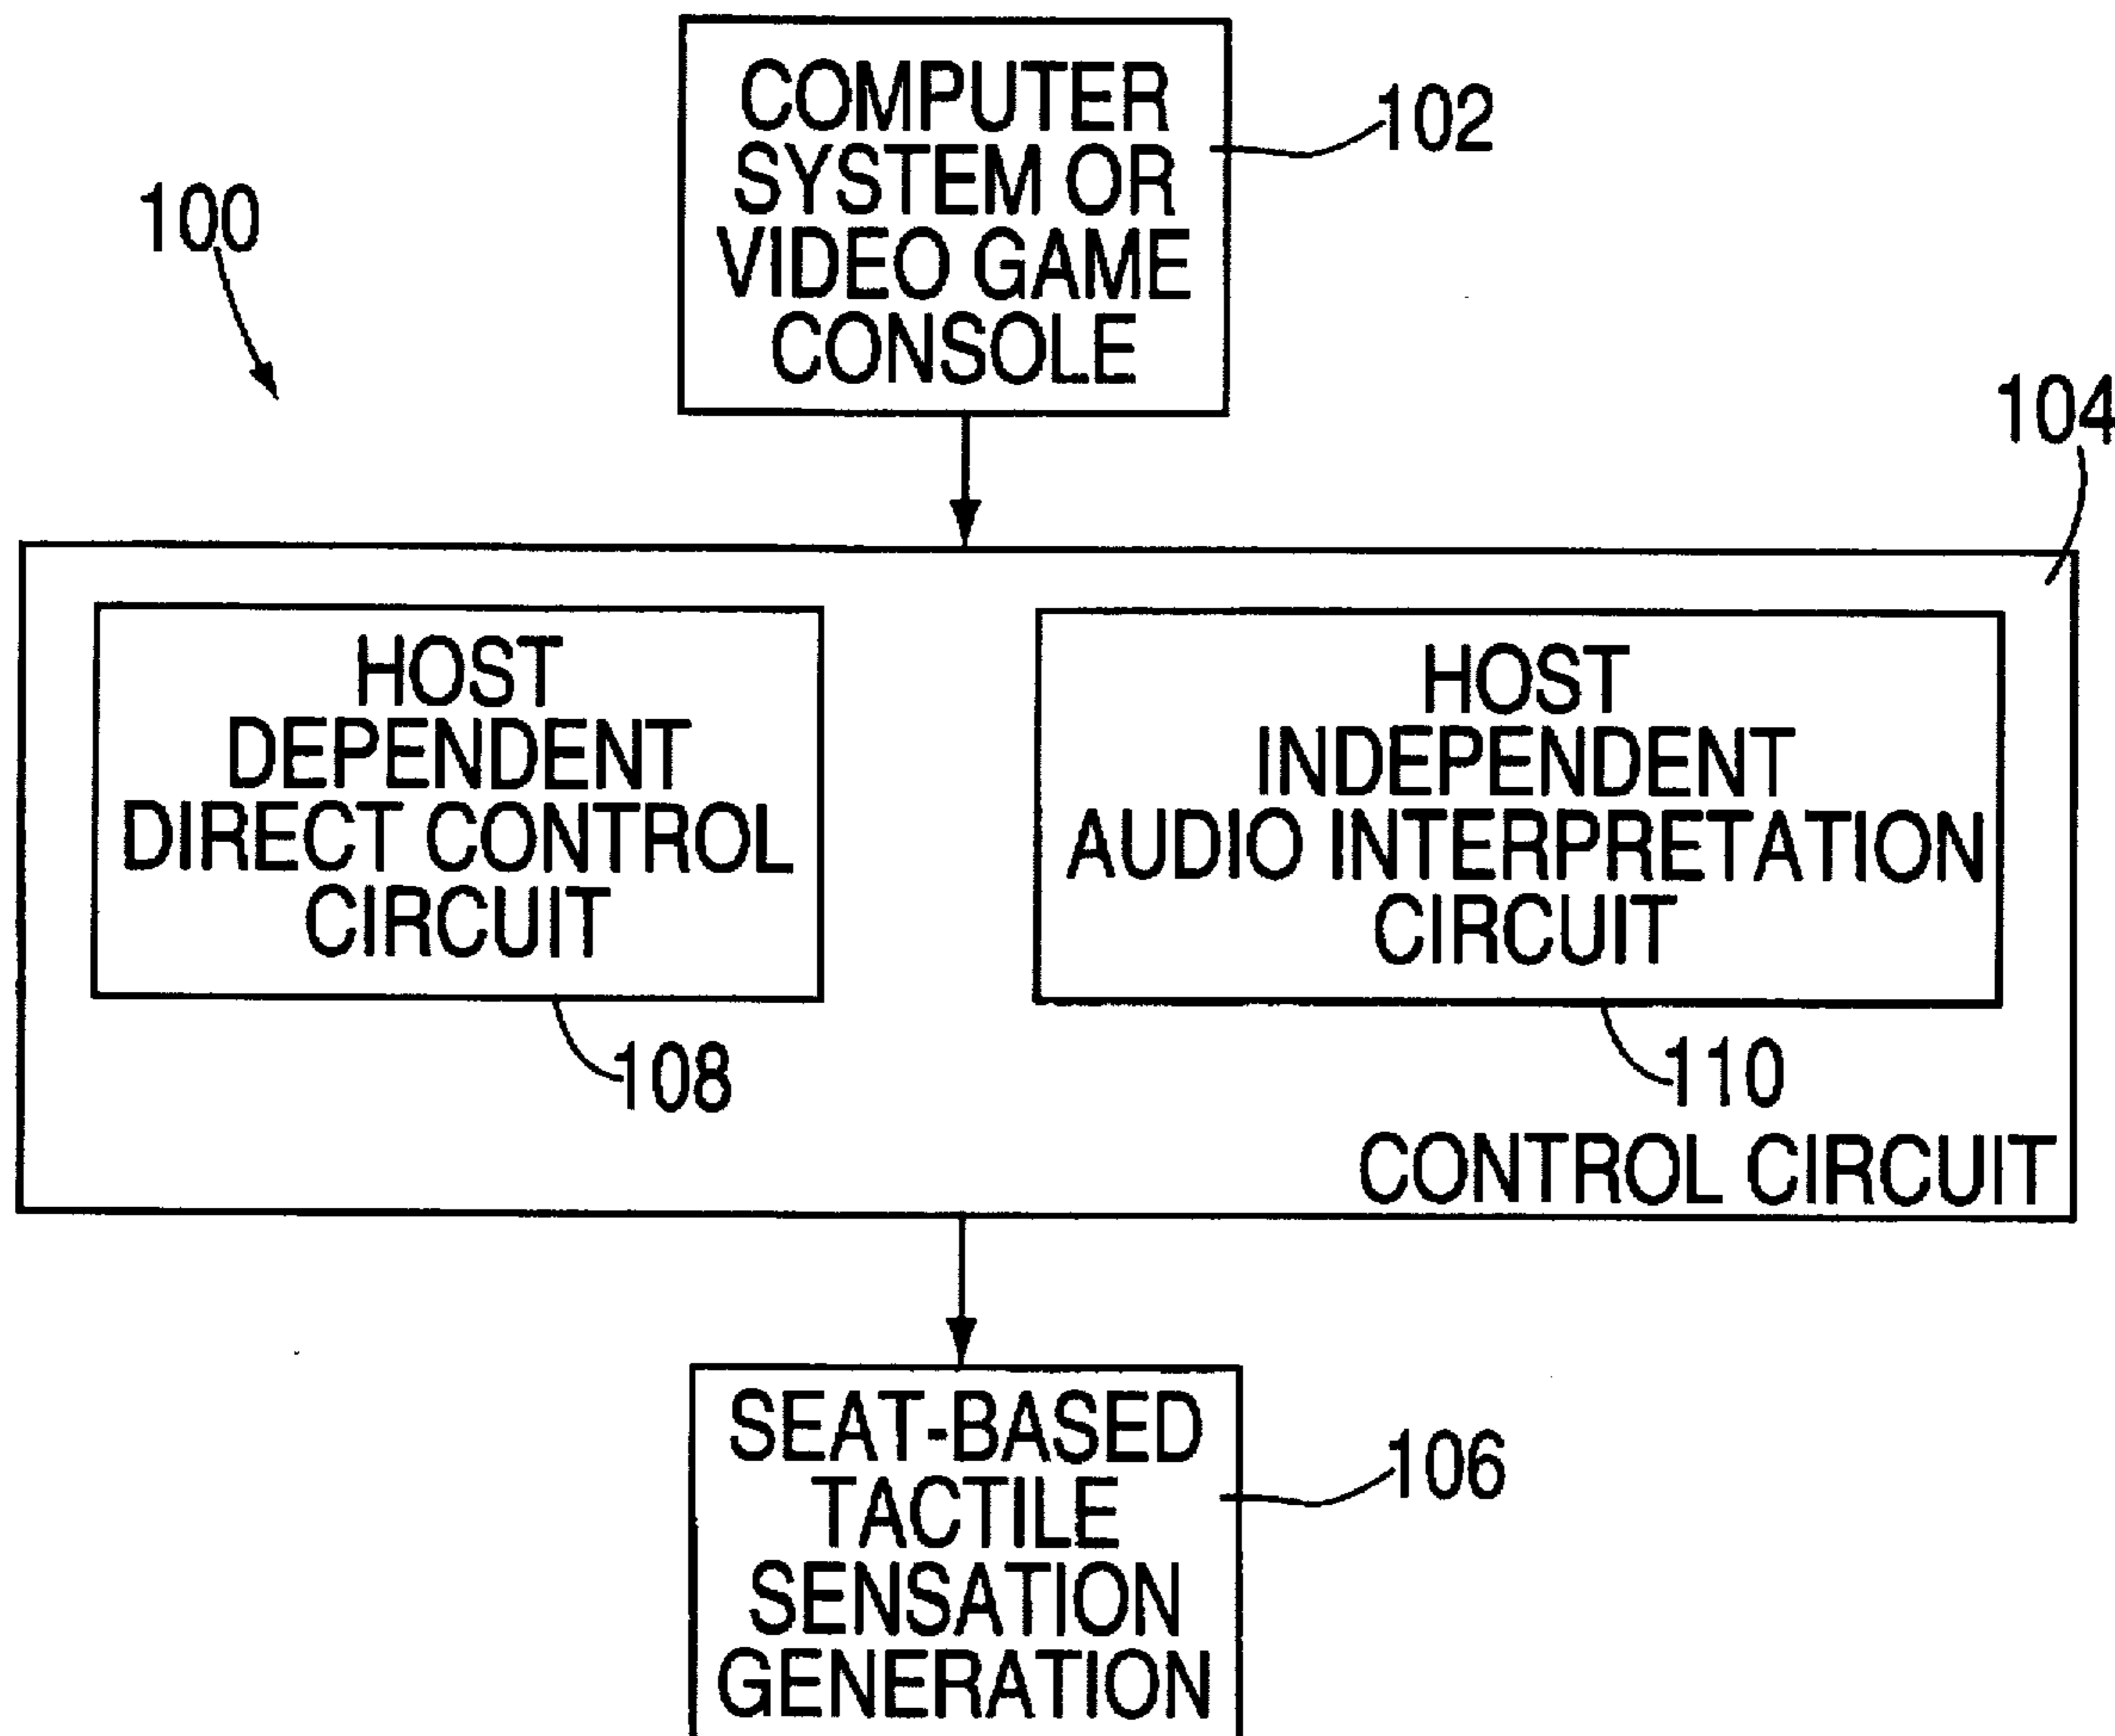 COMPUTER
SYSTEM OR
VIDEO GAME
CONSOLE
102
100
104
HOST
DEPENDENT
DIRECT CONTROL
CIRCUIT
108
HOST
INDEPENDENT
AUDIO INTERPRETATION
CIRCUIT
110
CONTROL CIRCUIT
SEAT-BASED
TACTILE
SENSATION
GENERATION
106